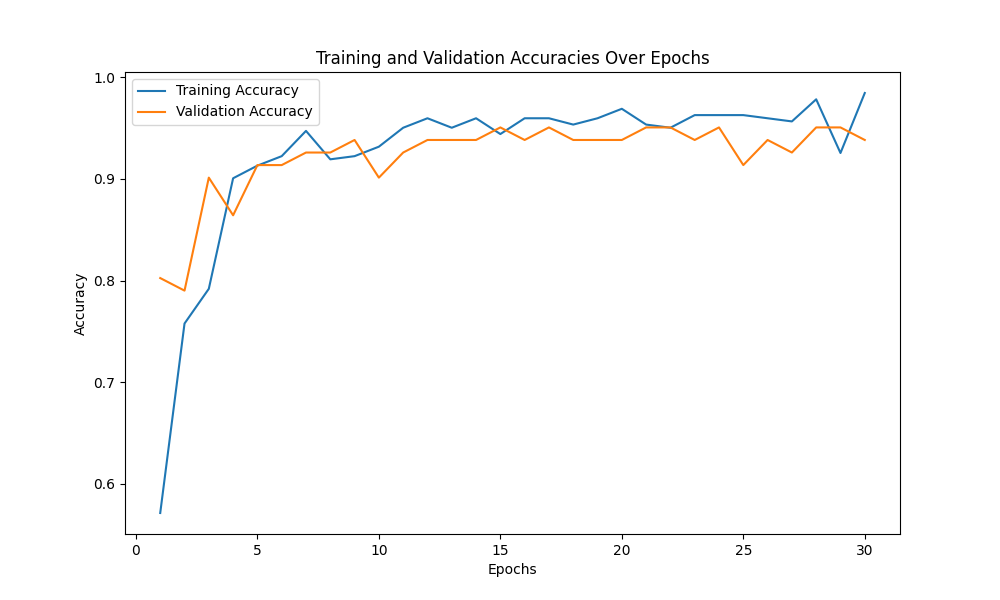 Training and Validation Accuracies Over Epochs
Training Accuracy
Validation Accuracy
1.0
0.9
0.8
0.7
0.6
Accuracy
0 5 10 15 20 25 30
Epochs